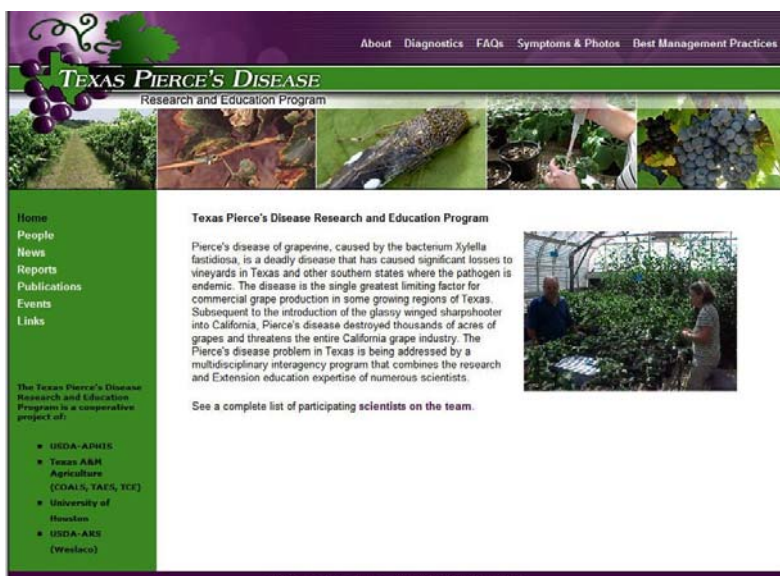 About Diagnostics FAQs Symptoms & Photos Best Management Practices
TEXAS PIERCE'S DISEASE
Research and Education Program
Home
People
News
Reports
Publications
Events
Links
The Texas Pierce's Disease
Research and Education
Program is a cooperative
project of:
USDA-APHIS
Texas A&M
Agriculture
(COALS, TAES, TCE)
University of
Houston
USDA-ARS
(Weslaco)
Texas Pierce's Disease Research and Education Program
Pierce's disease of grapevine, caused by the bacterium Xylella
fastidiosa, is a deadly disease that has caused significant losses to
vineyards in Texas and other southern states where the pathogen is
endemic. The disease is the single greatest limiting factor for
commercial grape production in some growing regions of Texas.
Subsequent to the introduction of the glassy winged sharpshooter
into California, Pierce's disease destroyed thousands of acres of
grapes and threatens the entire California grape industry. The
Pierce's disease problem in Texas is being addressed by a
multidisciplinary interagency program that combines the research
and Extension education expertise of numerous scientists.
See a complete list of participating scientists on the team.